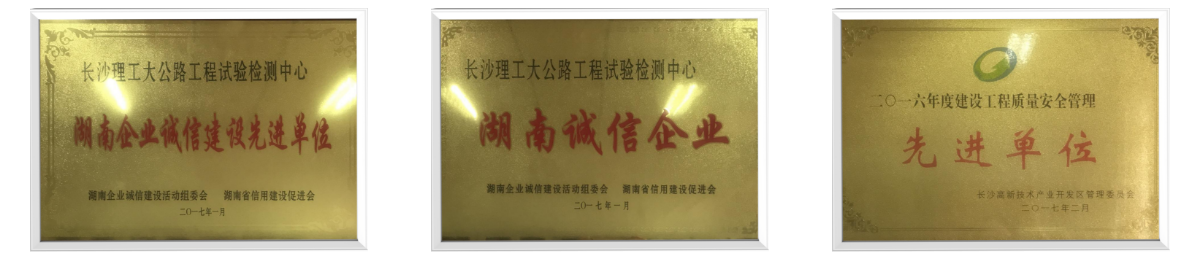 长沙理工大公路工程试验检测中心
湖南企业诚信建设先进单位
湖南企业诚信建设活动组委会 湖南省信用建设促进会
二〇一七年一月
长沙理工大公路工程试验检测中心
湖南诚信企业
湖南企业诚信建设活动组委会 湖南省信用建设促进会
二〇一七年一月
二〇一六年度建设工程质量安全管理
先进单位
长沙高新技术产业开发区管理委员会
二〇一七年二月